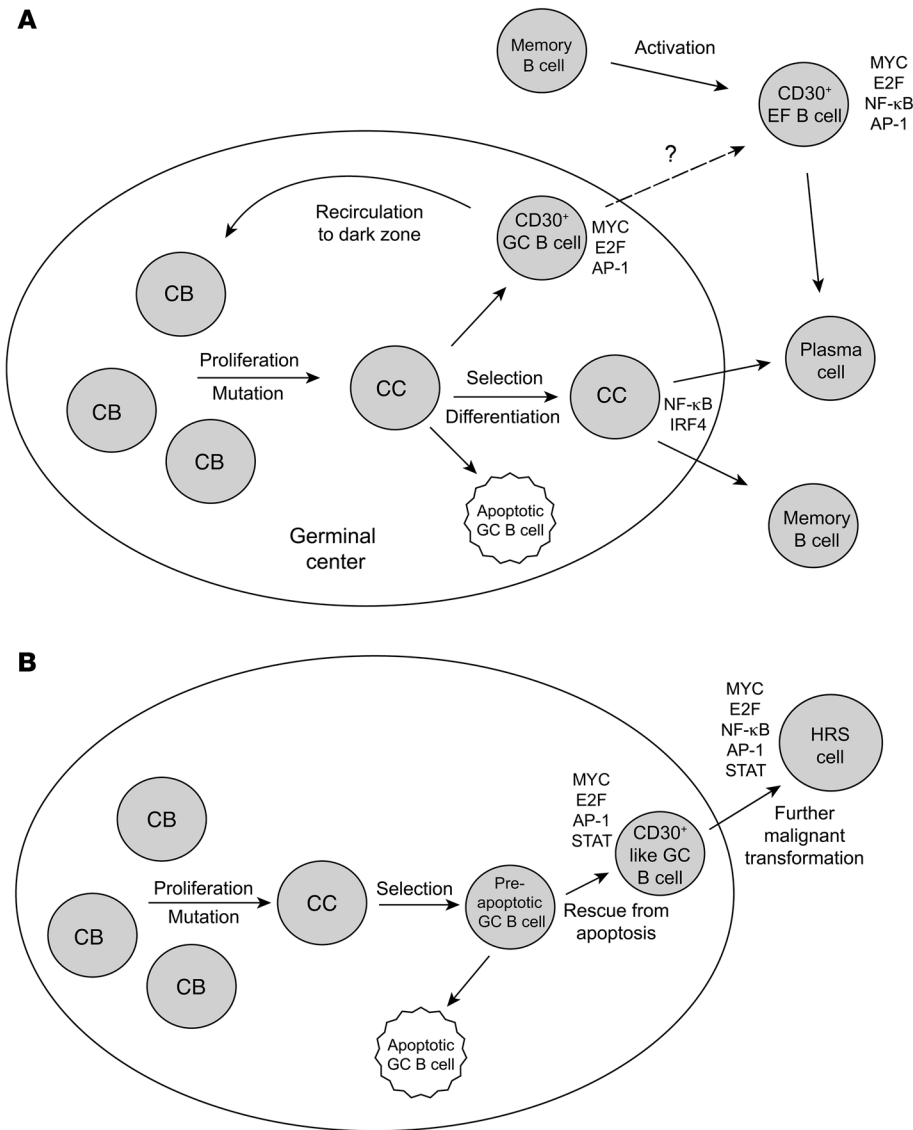 A
Memory
B cell
Activation
CD30⁺
EF B cell
MYC
E2F
NF-κB
AP-1
?
Recirculation
to dark zone
CD30⁺
GC B cell
MYC
E2F
AP-1
CB
CB
CB
Proliferation
Mutation
CC
Selection
Differentiation
CC
NF-κB
IRF4
Plasma
cell
Apoptotic
GC B cell
Memory
B cell
Germinal
center
B
MYC
E2F
NF-κB
AP-1
STAT
HRS
cell
Further
malignant
transformation
MYC
E2F
AP-1
STAT
CD30⁺
like GC
B cell
CB
CB
CB
Proliferation
Mutation
CC
Selection
Pre-
apoptotic
GC B cell
Rescue from
apoptosis
Apoptotic
GC B cell